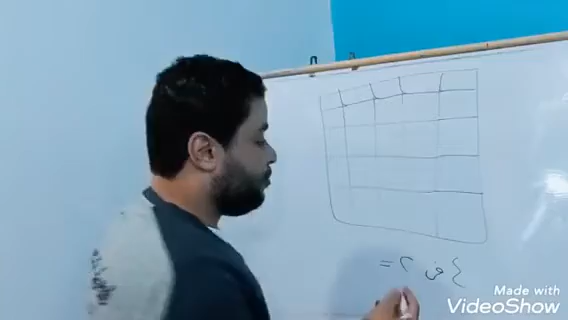 ف ٢ =
Made with
VideoShow